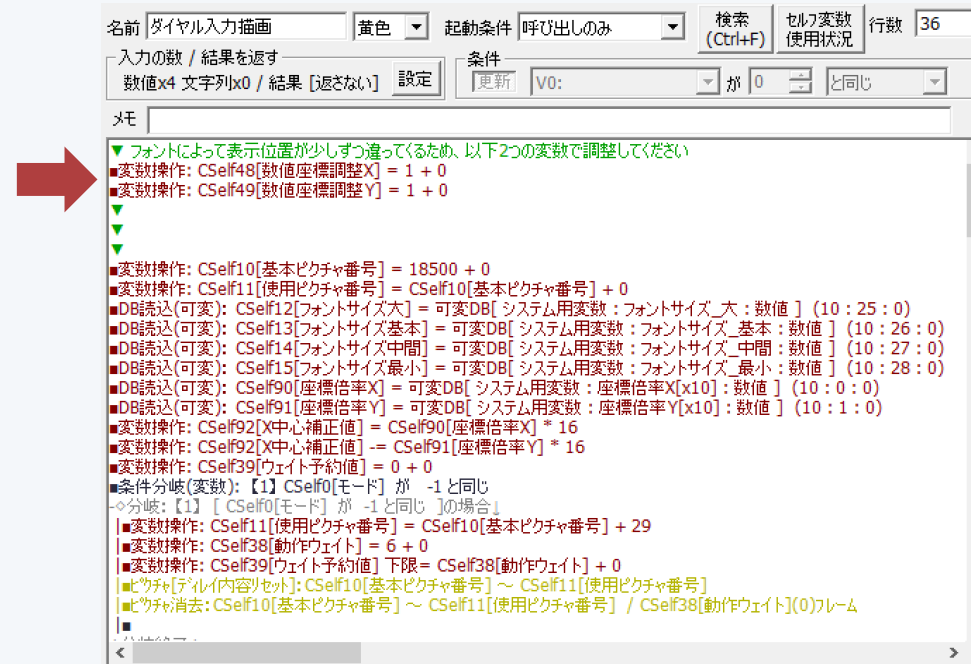 名前 ダイヤル入力描画 黄色 起動条件 呼び出しのみ 検索 (Ctrl+F) セルフ変数 使用状況 行数 36
入力の数 / 結果を返す
数値x4 文字列x0 / 結果 [返さない] 設定
条件
更新 V0: が 0 と同じ
メモ
▼ フォントによって表示位置が少しずつ違ってくるため、以下2つの変数で調整してください
■変数操作: CSelf48[数値座標調整X] = 1 + 0
■変数操作: CSelf49[数値座標調整Y] = 1 + 0
▼
▼
▼
■変数操作: CSelf10[基本ピクチャ番号] = 18500 + 0
■変数操作: CSelf11[使用ピクチャ番号] = CSelf10[基本ピクチャ番号] + 0
■DB読込(可変): CSelf12[フォントサイズ大] = 可変DB[ システム用変数 : フォントサイズ_大 : 数値 ] (10 : 25 : 0)
■DB読込(可変): CSelf13[フォントサイズ基本] = 可変DB[ システム用変数 : フォントサイズ_基本 : 数値 ] (10 : 26 : 0)
■DB読込(可変): CSelf14[フォントサイズ中間] = 可変DB[ システム用変数 : フォントサイズ_中間 : 数値 ] (10 : 27 : 0)
■DB読込(可変): CSelf15[フォントサイズ最小] = 可変DB[ システム用変数 : フォントサイズ_最小 : 数値 ] (10 : 28 : 0)
■DB読込(可変): CSelf90[座標倍率X] = 可変DB[ システム用変数 : 座標倍率X[x10] : 数値 ] (10 : 0 : 0)
■DB読込(可変): CSelf91[座標倍率Y] = 可変DB[ システム用変数 : 座標倍率Y[x10] : 数値 ] (10 : 1 : 0)
■変数操作: CSelf92[X中心補正値] = CSelf90[座標倍率X] * 16
■変数操作: CSelf92[X中心補正値] -= CSelf91[座標倍率Y] * 16
■変数操作: CSelf39[ウェイト予約値] = 0 + 0
■条件分岐(変数): 【1】 CSelf0[モード] が -1 と同じ
-◇分岐: 【1】 [ CSelf0[モード] が -1 と同じ ]の場合↓
|■変数操作: CSelf11[使用ピクチャ番号] = CSelf10[基本ピクチャ番号] + 29
|■変数操作: CSelf38[動作ウェイト] = 6 + 0
|■変数操作: CSelf39[ウェイト予約値] 下限= CSelf38[動作ウェイト] + 0
|■ピクチャ[ディレイ内容リセット]: CSelf10[基本ピクチャ番号] ～ CSelf11[使用ピクチャ番号]
|■ピクチャ消去: CSelf10[基本ピクチャ番号] ～ CSelf11[使用ピクチャ番号] / CSelf38[動作ウェイト](0)フレーム
|■